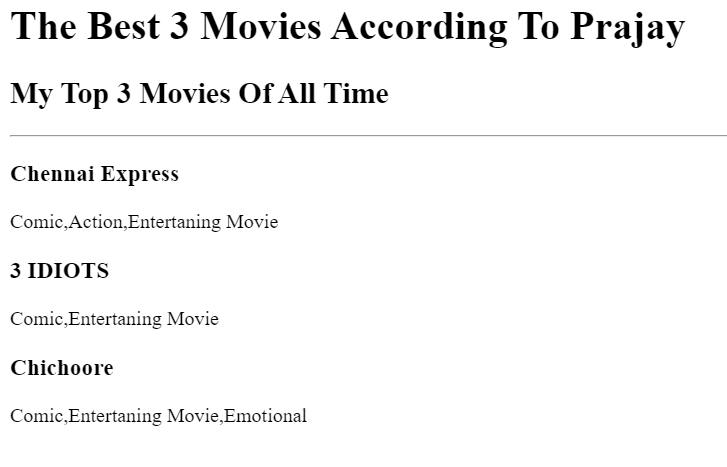 The Best 3 Movies According To Prajay
My Top 3 Movies Of All Time
Chennai Express
Comic,Action,Entertaning Movie
3 IDIOTS
Comic,Entertaning Movie
Chichoore
Comic,Entertaning Movie,Emotional